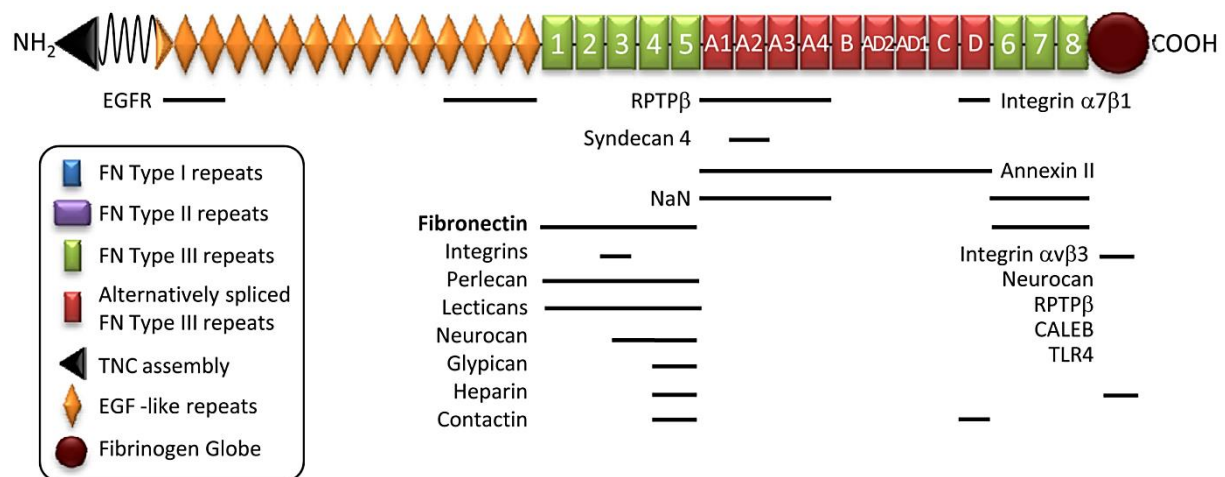 NH2 1 2 3 4 5 A1 A2 A3 A4 B AD2 AD1 C D 6 7 8 COOH
EGFR RPTPβ Integrin α7β1
Syndecan 4
Annexin II
NaN
Fibronectin
Integrins Integrin αvβ3
Perlecan Neurocan
Lecticans RPTPβ
Neurocan CALEB
Glypican TLR4
Heparin
Contactin
FN Type I repeats
FN Type II repeats
FN Type III repeats
Alternatively spliced
FN Type III repeats
TNC assembly
EGF -like repeats
Fibrinogen Globe